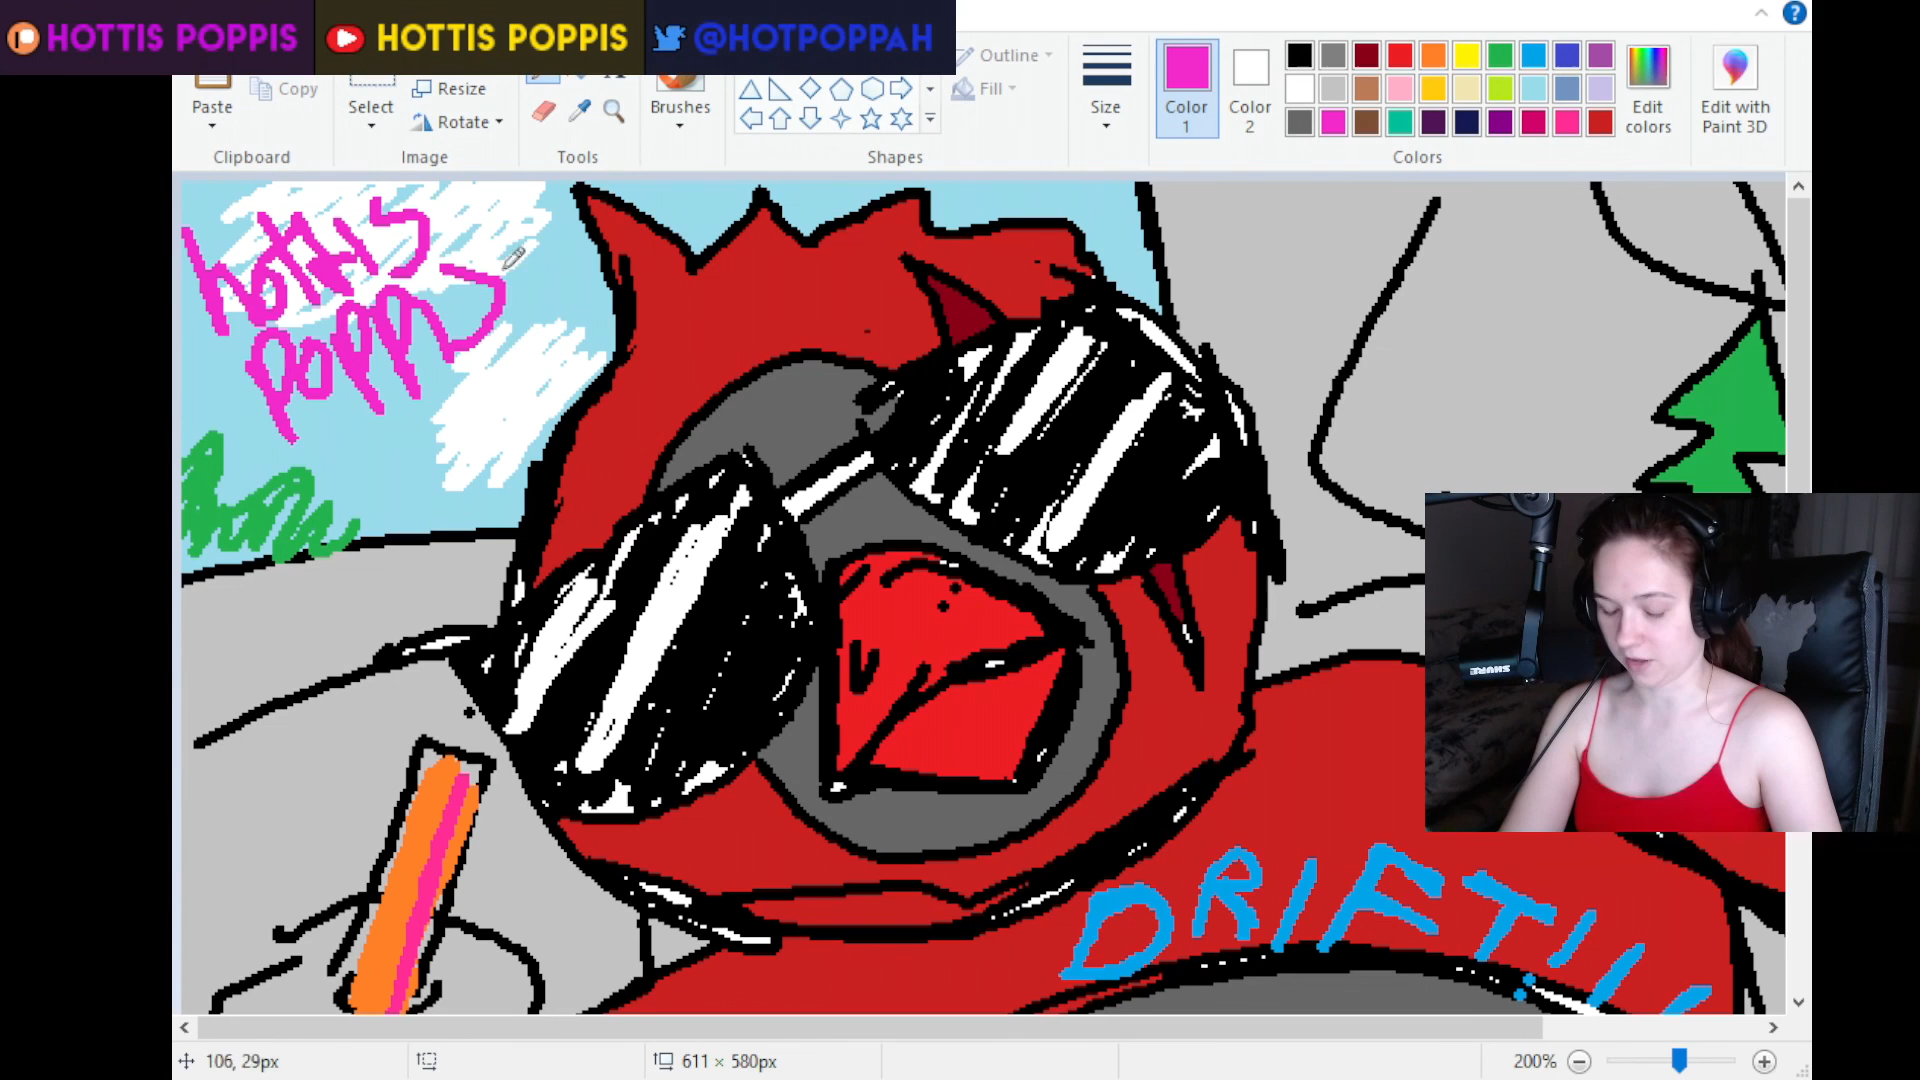 HOTTIS POPPIS HOTTIS POPPIS @HOTPOPPAH
Paste
Copy
Clipboard
Select
Resize
Rotate
Image
Tools
Brushes
Shapes
Outline
Fill
Size
Color 1
Color 2
Edit colors
Colors
Edit with Paint 3D
hottis
poppis
SHURE
106, 29px
611 × 580px
200%